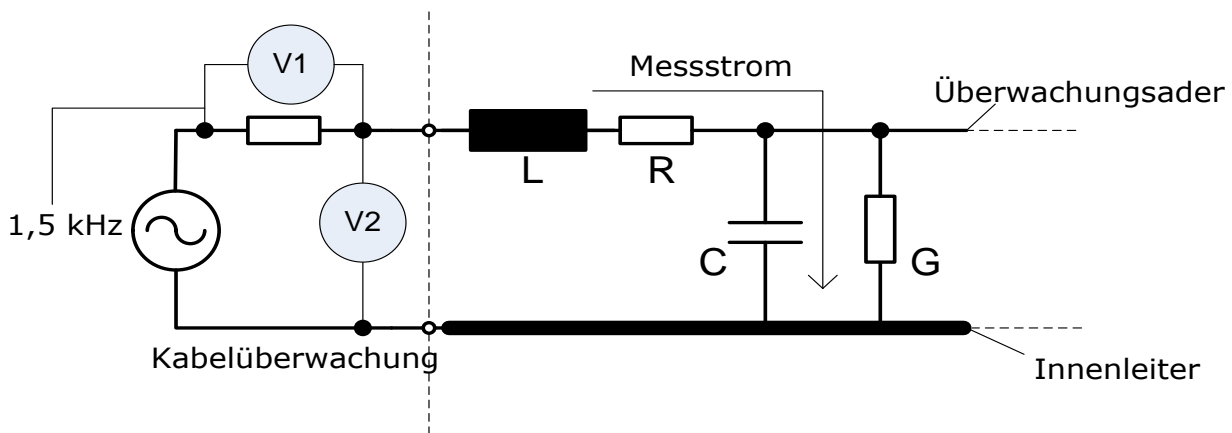 V1
Messstrom
Überwachungsader
L
R
1,5 kHz
V2
C
G
Kabelüberwachung
Innenleiter